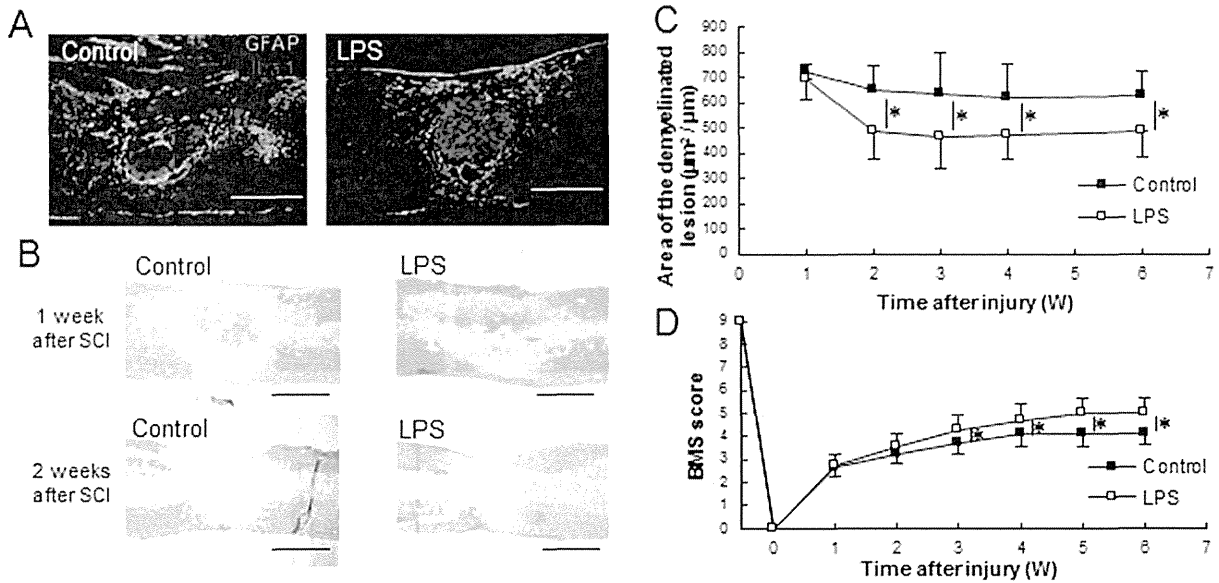 A
Control
GFAP
LPS
B
Control
LPS
1 week
after SCI
Control
LPS
2 weeks
after SCI
C
Area of the demyelinated
lesion (μm²/μm)
900
800
700
600
500
400
300
200
100
0
*
*
*
*
Control
LPS
0 1 2 3 4 5 6 7
Time after injury (W)
D
BMS score
9
8
7
6
5
4
3
2
1
0
*
*
*
*
Control
LPS
0 1 2 3 4 5 6 7
Time after injury (W)